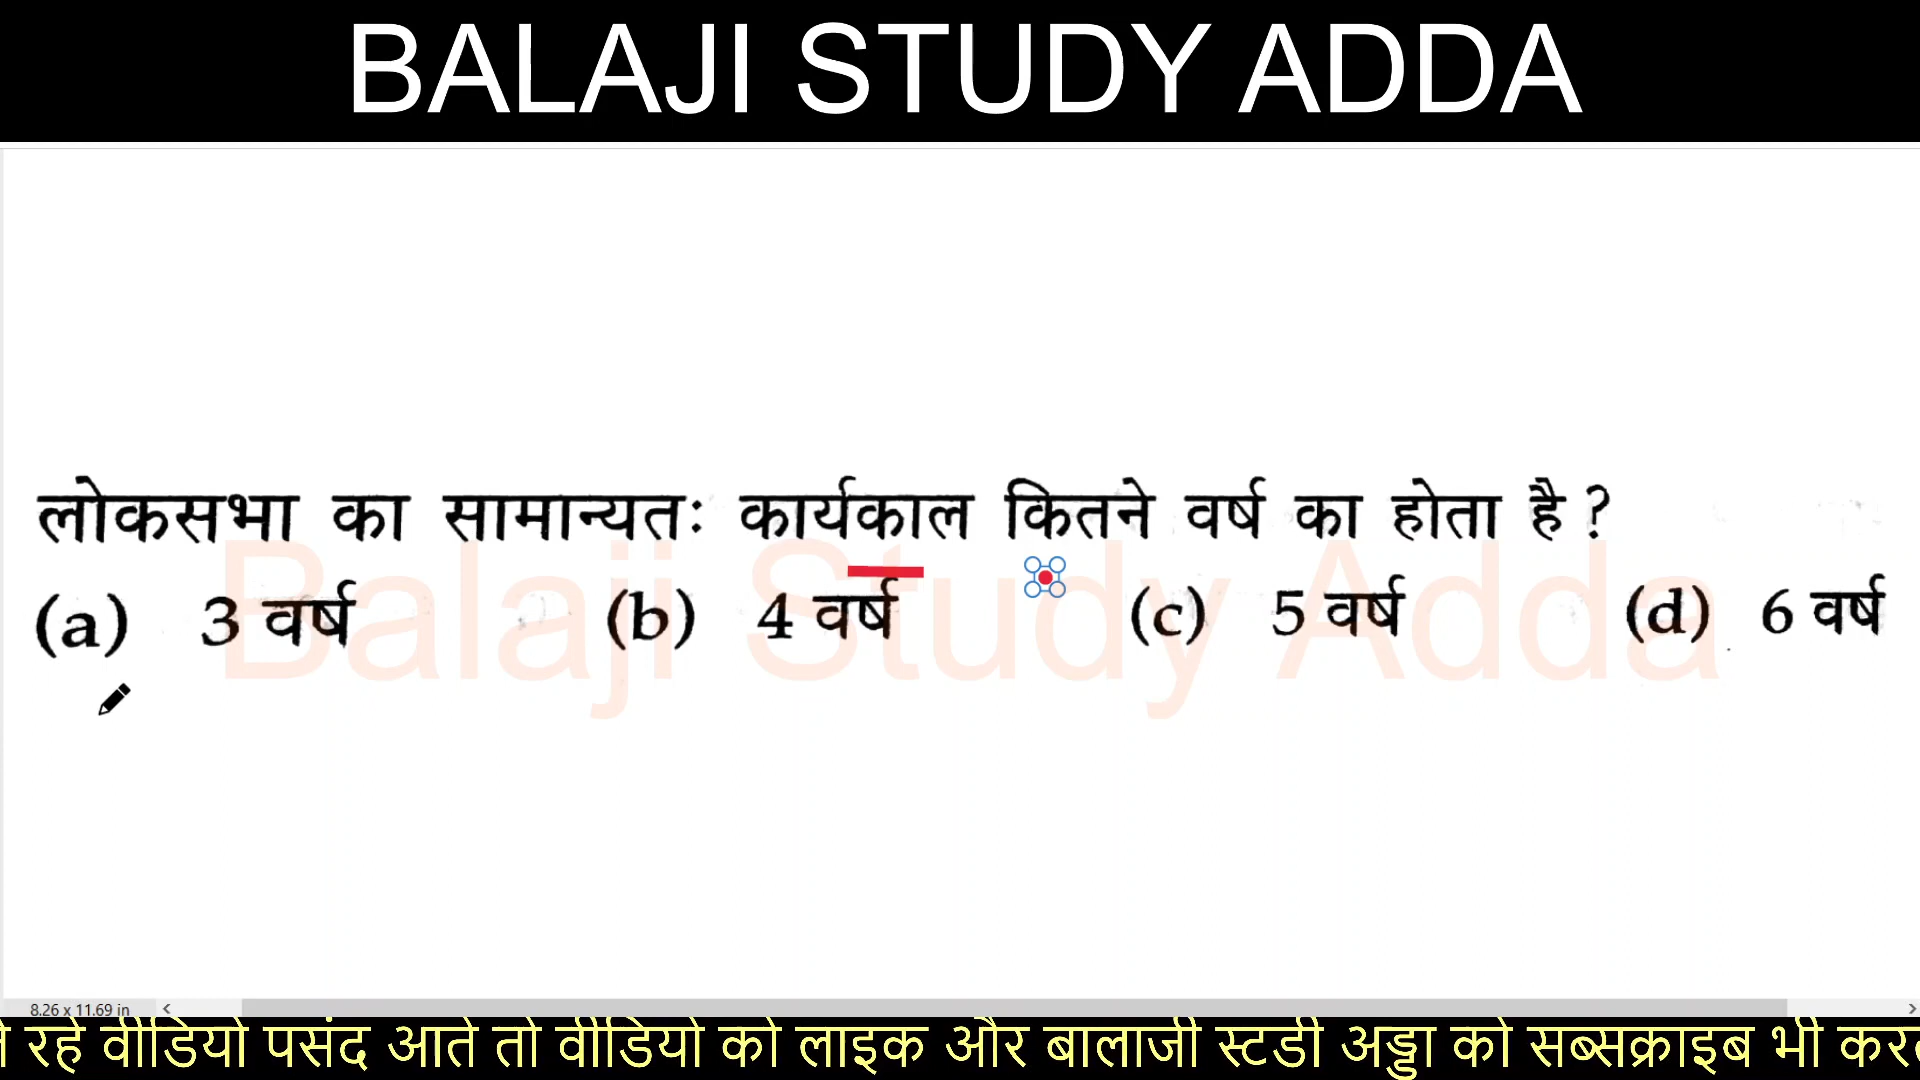 BALAJI STUDY ADDA
लोकसभा का सामान्यतः कार्यकाल कितने वर्ष का होता है ?
(a) 3 वर्ष (b) 4 वर्ष (c) 5 वर्ष (d) 6 वर्ष
Balaji Study Adda
8.26 x 11.69 in
रहे वीडियो पसंद आते तो वीडियो को लाइक और बालाजी स्टडी अड्डा को सब्सक्राइब भी